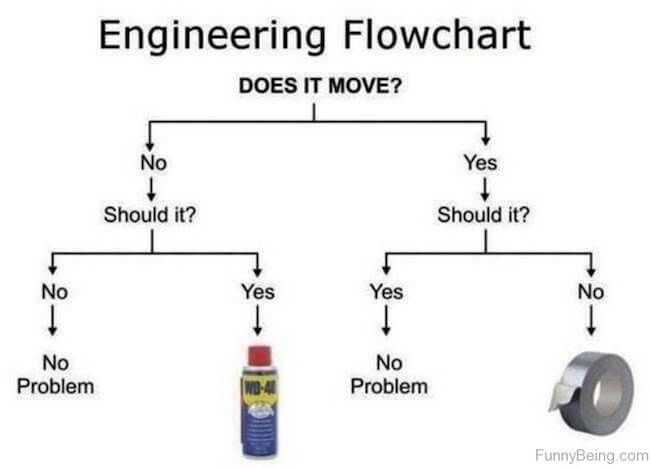 Engineering Flowchart
DOES IT MOVE?
No
Yes
Should it?
Should it?
No
Yes
Yes
No
No
Problem
WD-40
No
Problem
FunnyBeing.com